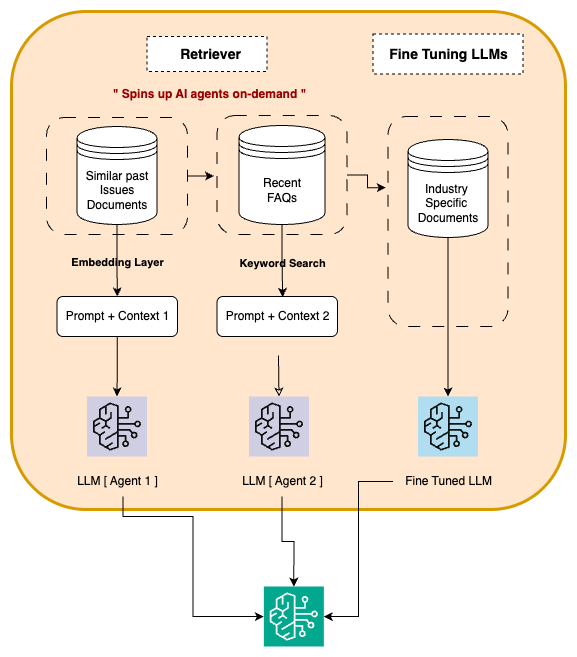 Retriever
Fine Tuning LLMs
" Spins up AI agents on-demand "
Similar past
Issues
Documents
Recent
FAQs
Industry
Specific
Documents
Embedding Layer
Keyword Search
Prompt + Context 1
Prompt + Context 2
LLM [ Agent 1 ]
LLM [ Agent 2 ]
Fine Tuned LLM